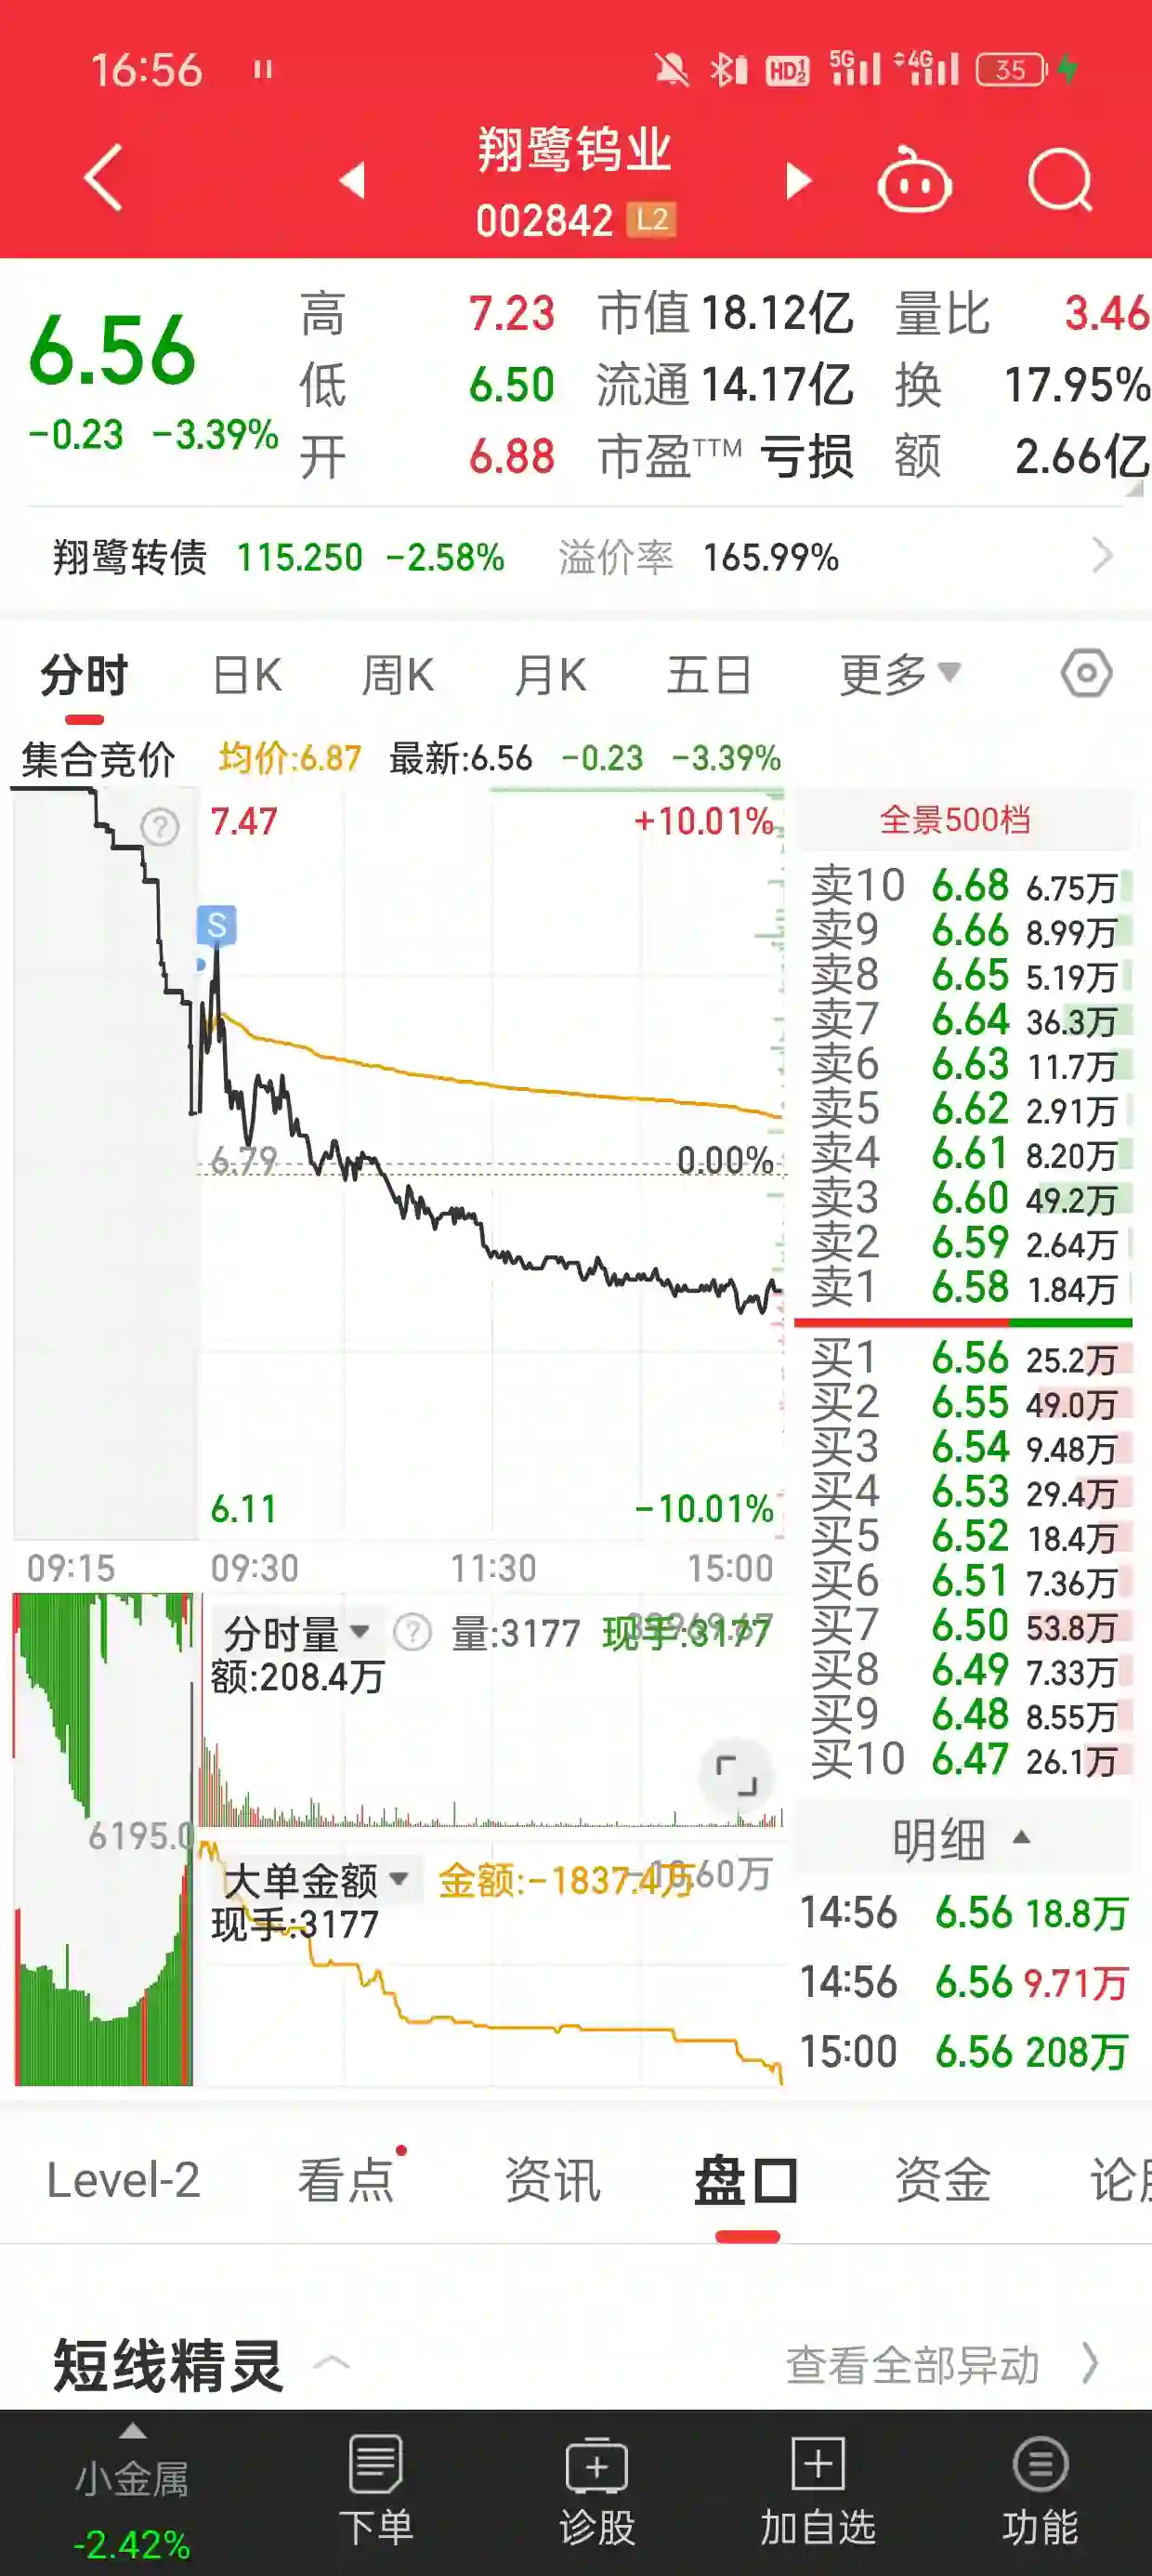 16:56 HD 1 2 5G 4G 35
翔鹭钨业
002842 L2
6.56
-0.23 -3.39%
高 7.23 市值 18.12亿 量比 3.46
低 6.50 流通 14.17亿 换 17.95%
开 6.88 市盈TTM 亏损 额 2.66亿
翔鹭转债 115.250 -2.58% 溢价率 165.99%
分时 日K 周K 月K 五日 更多
集合竞价 均价:6.87 最新:6.56 -0.23 -3.39%
7.47 +10.01%
S
6.79 0.00%
6.11 -10.01%
09:15 09:30 11:30 15:00
全景500档
卖10 6.68 6.75万
卖9 6.66 8.99万
卖8 6.65 5.19万
卖7 6.64 36.3万
卖6 6.63 11.7万
卖5 6.62 2.91万
卖4 6.61 8.20万
卖3 6.60 49.2万
卖2 6.59 2.64万
卖1 6.58 1.84万
买1 6.56 25.2万
买2 6.55 49.0万
买3 6.54 9.48万
买4 6.53 29.4万
买5 6.52 18.4万
买6 6.51 7.36万
买7 6.50 53.8万
买8 6.49 7.33万
买9 6.48 8.55万
买10 6.47 26.1万
分时量 ? 量:3177 现手:3177
额:208.4万
6195.0
大单金额 金额:-1837.4万
现手:3177
明细
14:56 6.56 18.8万
14:56 6.56 9.71万
15:00 6.56 208万
Level-2 看点 资讯 盘口 资金 论
短线精灵 查看全部异动
小金属 下单 诊股 加自选 功能
-2.42%